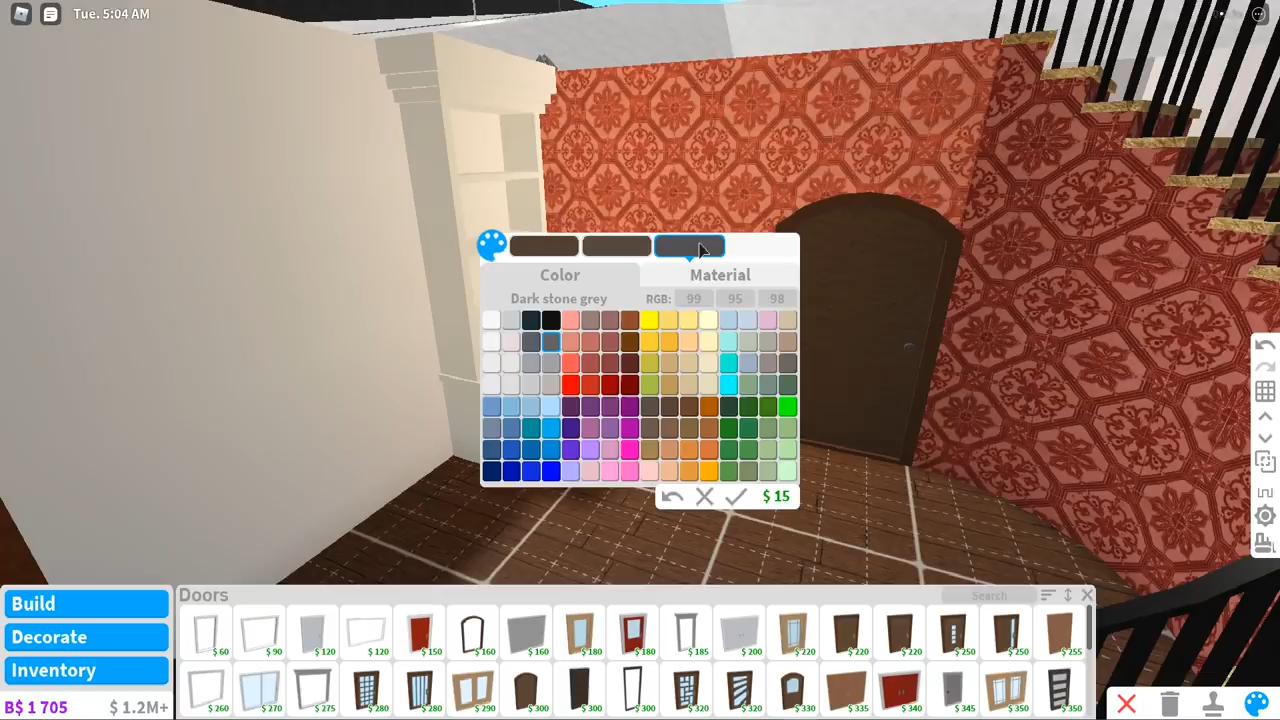 Tue. 5:04 AM
Color
Material
Dark stone grey
RGB: 99 95 98
$ 15
Build
Decorate
Inventory
B$ 1 705
$ 1.2M+
Doors
Search
$ 60 $ 90 $ 120 $ 120 $ 150 $ 160 $ 160 $ 180 $ 180 $ 185 $ 200 $ 220 $ 220 $ 220 $ 250 $ 250 $ 255
$ 260 $ 270 $ 275 $ 280 $ 280 $ 290 $ 300 $ 300 $ 300 $ 320 $ 320 $ 330 $ 335 $ 340 $ 345 $ 350 $ 350